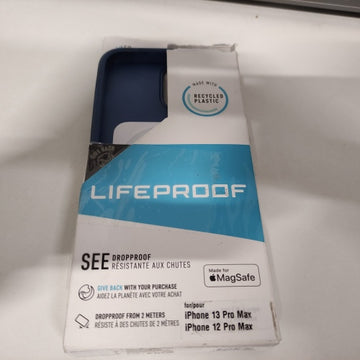 MADE WITH
RECYCLED
PLASTIC
LIFEPROOF
SEE DROPPROOF
RÉSISTANTE AUX CHUTES
Made for
MagSafe
GIVE BACK WITH YOUR PURCHASE
AIDEZ LA PLANÈTE AVEC VOTRE ACHAT
for/pour
iPhone 13 Pro Max
iPhone 12 Pro Max
DROPPROOF FROM 2 METERS
RÉSISTE À DES CHUTES DE 2 MÈTRES